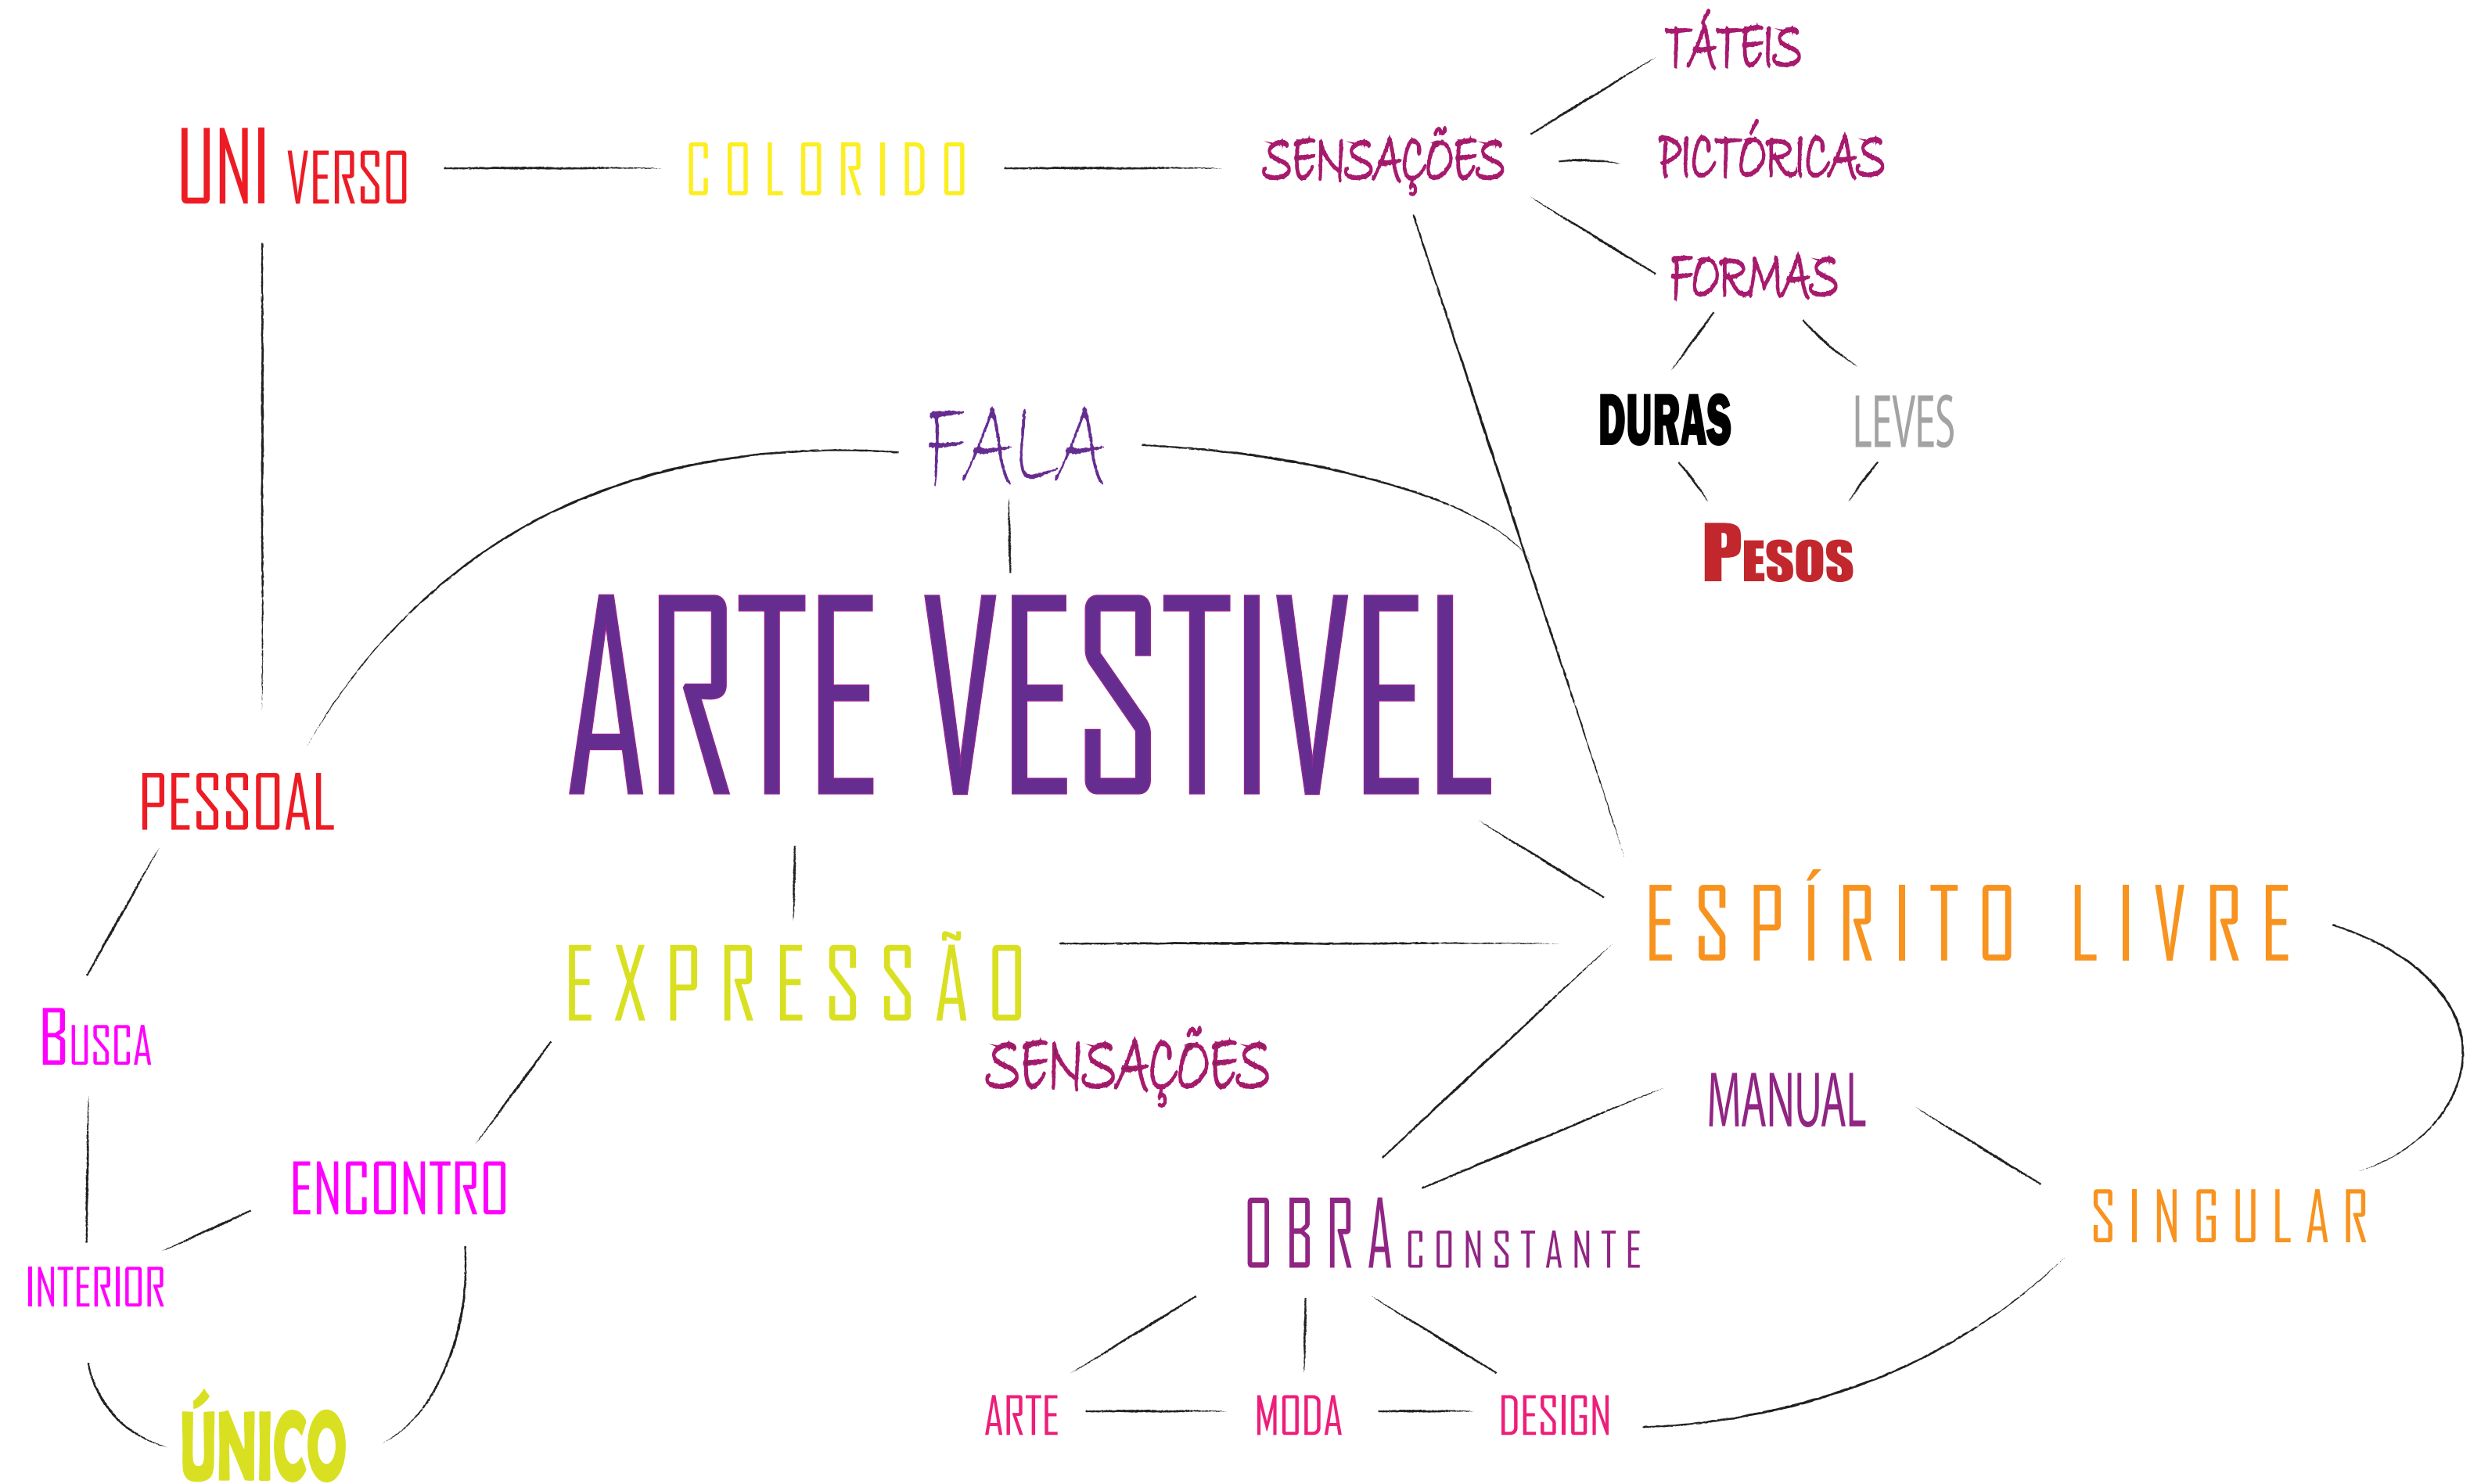 TÁTEIS
UNI VERSO
COLORIDO
SENSAÇÕES
PICTÓRICAS
FORMAS
DURAS
LEVES
FALA
PESOS
ARTE VESTIVEL
PESSOAL
ESPÍRITO LIVRE
EXPRESSÃO
BUSCA
SENSAÇÕES
MANUAL
ENCONTRO
SINGULAR
OBRA CONSTANTE
INTERIOR
ARTE
MODA
DESIGN
ÚNICO